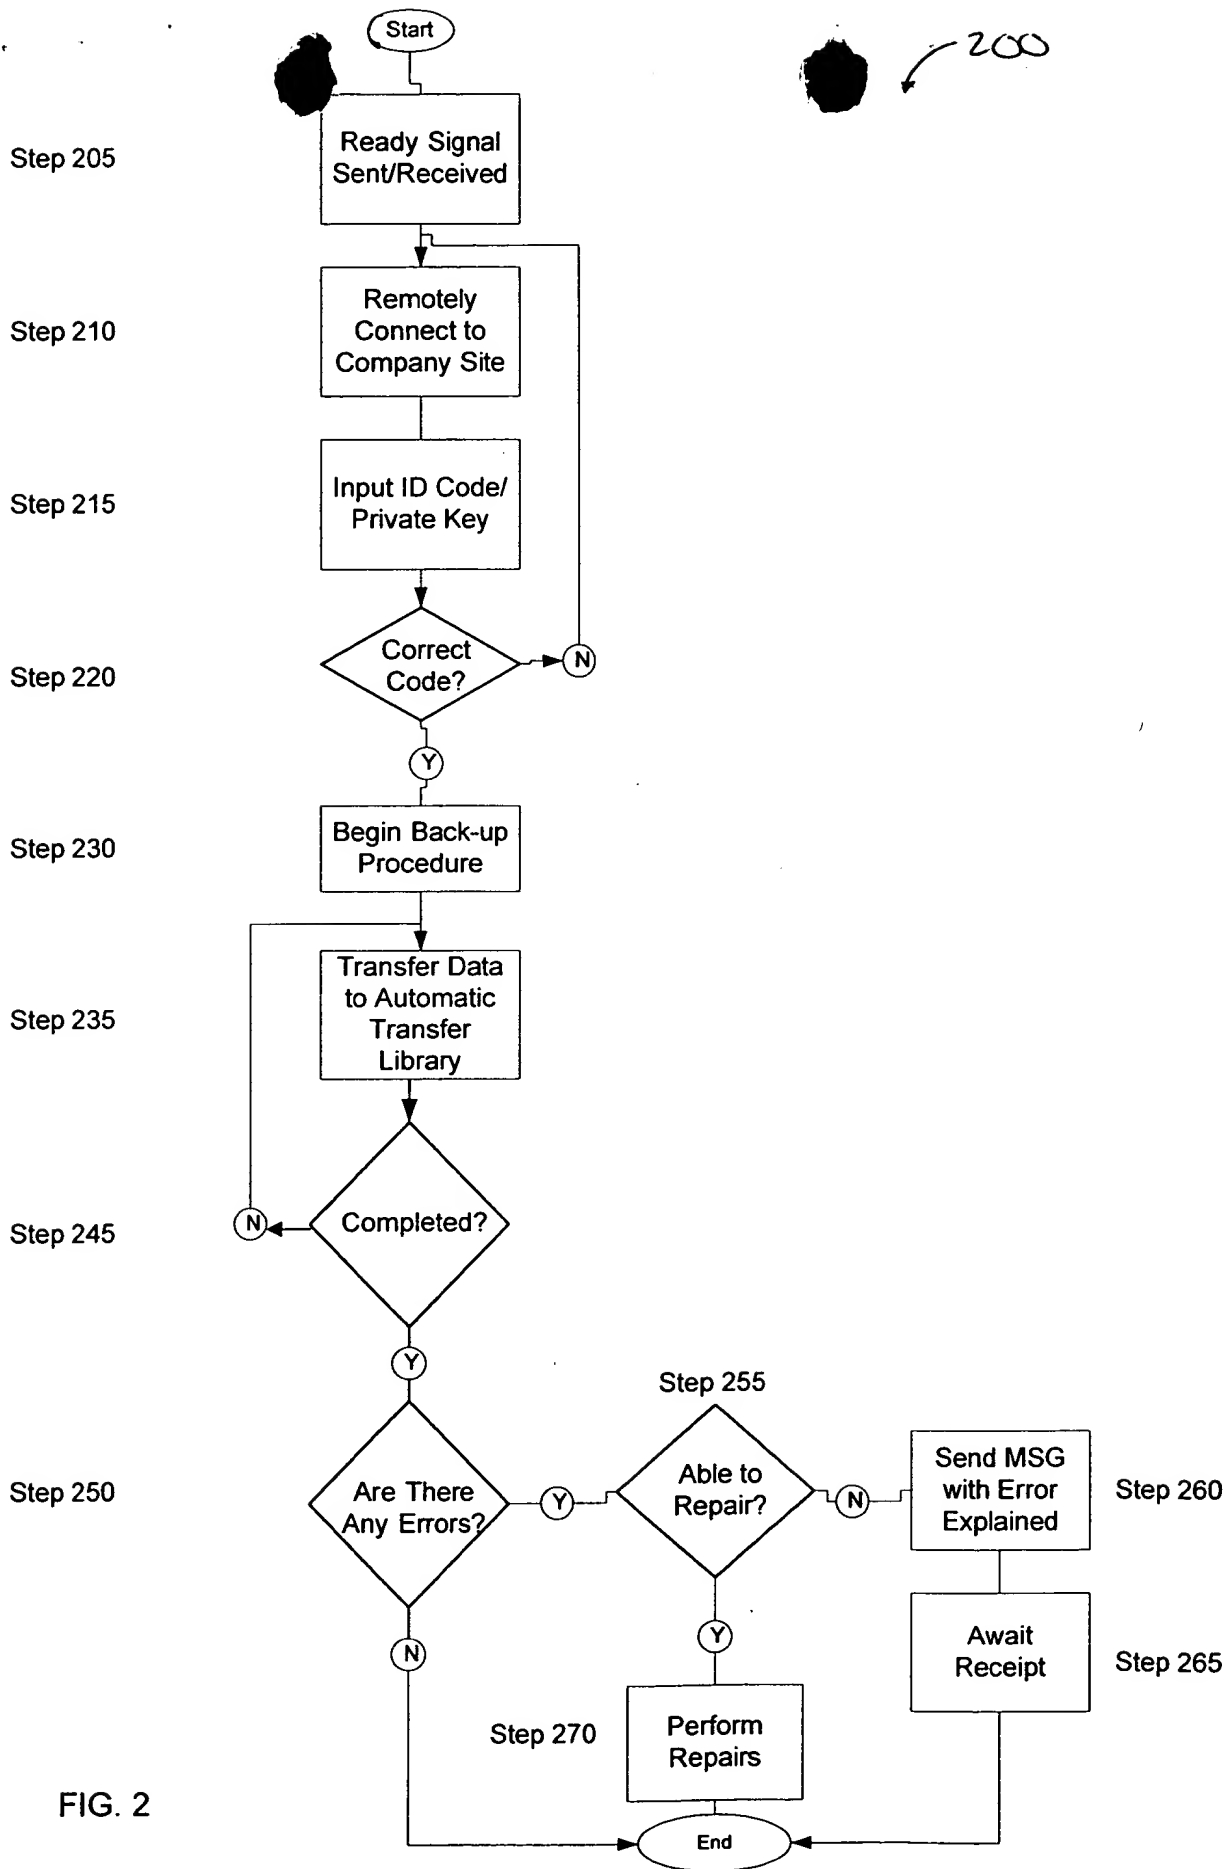 Start
200
Step 205
Ready Signal
Sent/Received
Step 210
Remotely
Connect to
Company Site
Step 215
Input ID Code/
Private Key
Step 220
Correct
Code?
N
Y
Step 230
Begin Back-up
Procedure
Step 235
Transfer Data
to Automatic
Transfer
Library
Step 245
Completed?
N
Y
Step 250
Are There
Any Errors?
Y
N
Step 255
Able to
Repair?
N
Y
Send MSG
with Error
Explained
Step 260
Await
Receipt
Step 265
Step 270
Perform
Repairs
End
FIG. 2